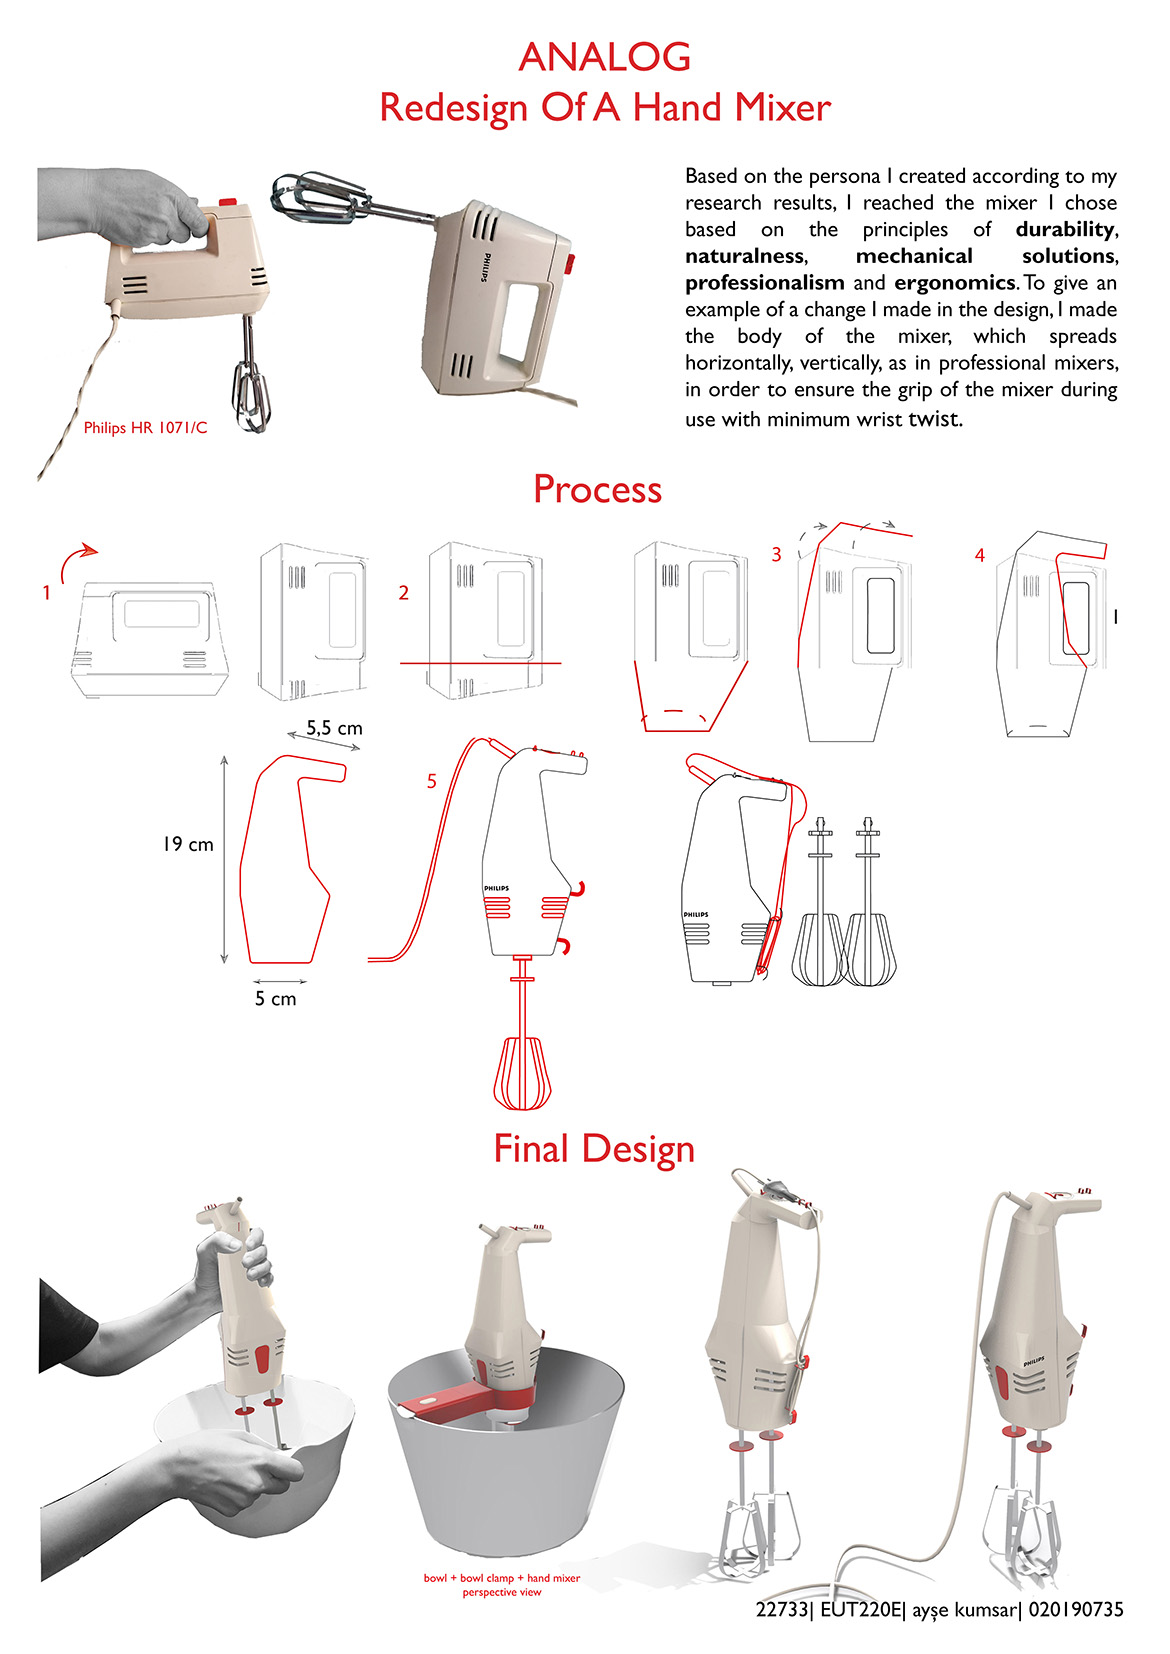 ANALOG
Redesign Of A Hand Mixer
Based on the persona I created according to my
research results, I reached the mixer I chose
based on the principles of durability,
naturalness, mechanical solutions,
professionalism and ergonomics. To give an
example of a change I made in the design, I made
the body of the mixer, which spreads
horizontally, vertically, as in professional mixers,
in order to ensure the grip of the mixer during
use with minimum wrist twist.
PHILIPS
Philips HR 1071/C
Process
1
2
3
4
5,5 cm
19 cm
5 cm
5
PHILIPS
PHILIPS
Final Design
PHILIPS
bowl + bowl clamp + hand mixer
perspective view
22733| EUT220E| ayşe kumsar| 020190735